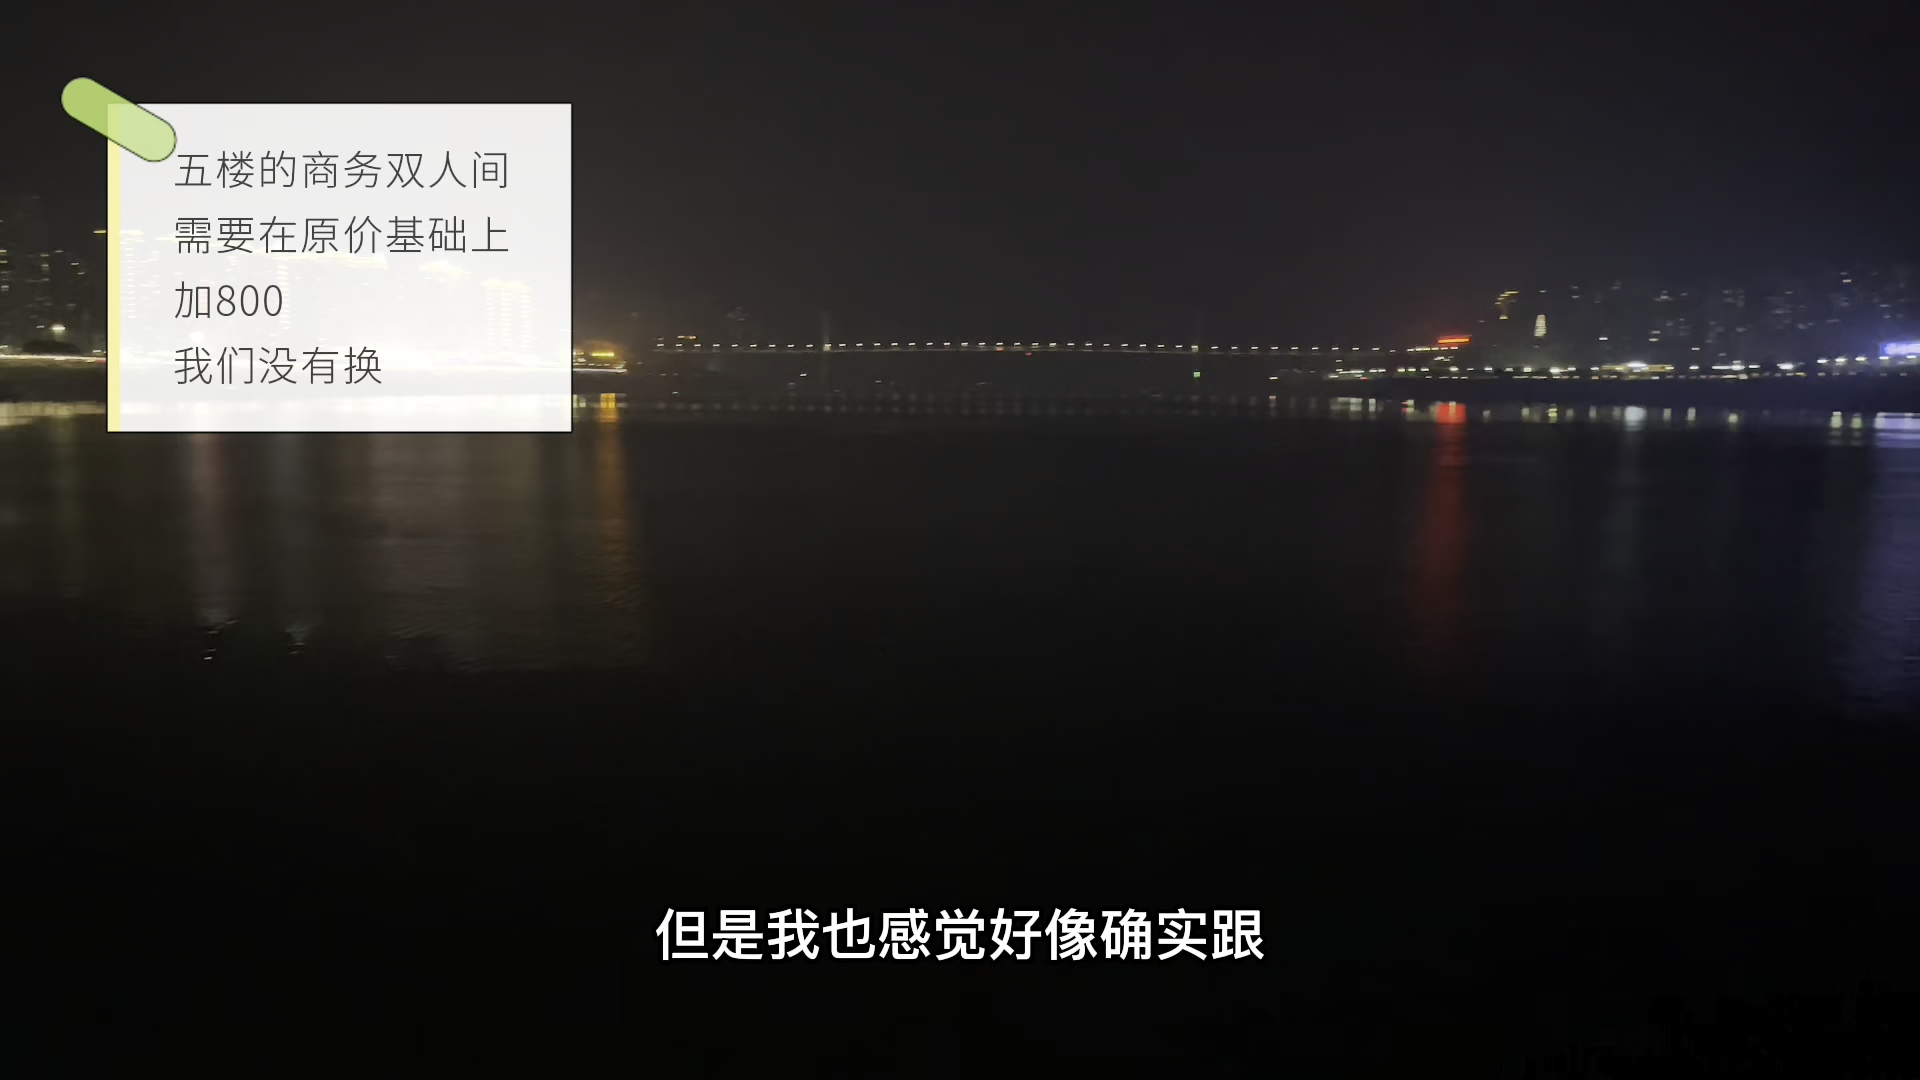 五楼的商务双人间
需要在原价基础上
加800
我们没有换
但是我也感觉好像确实跟